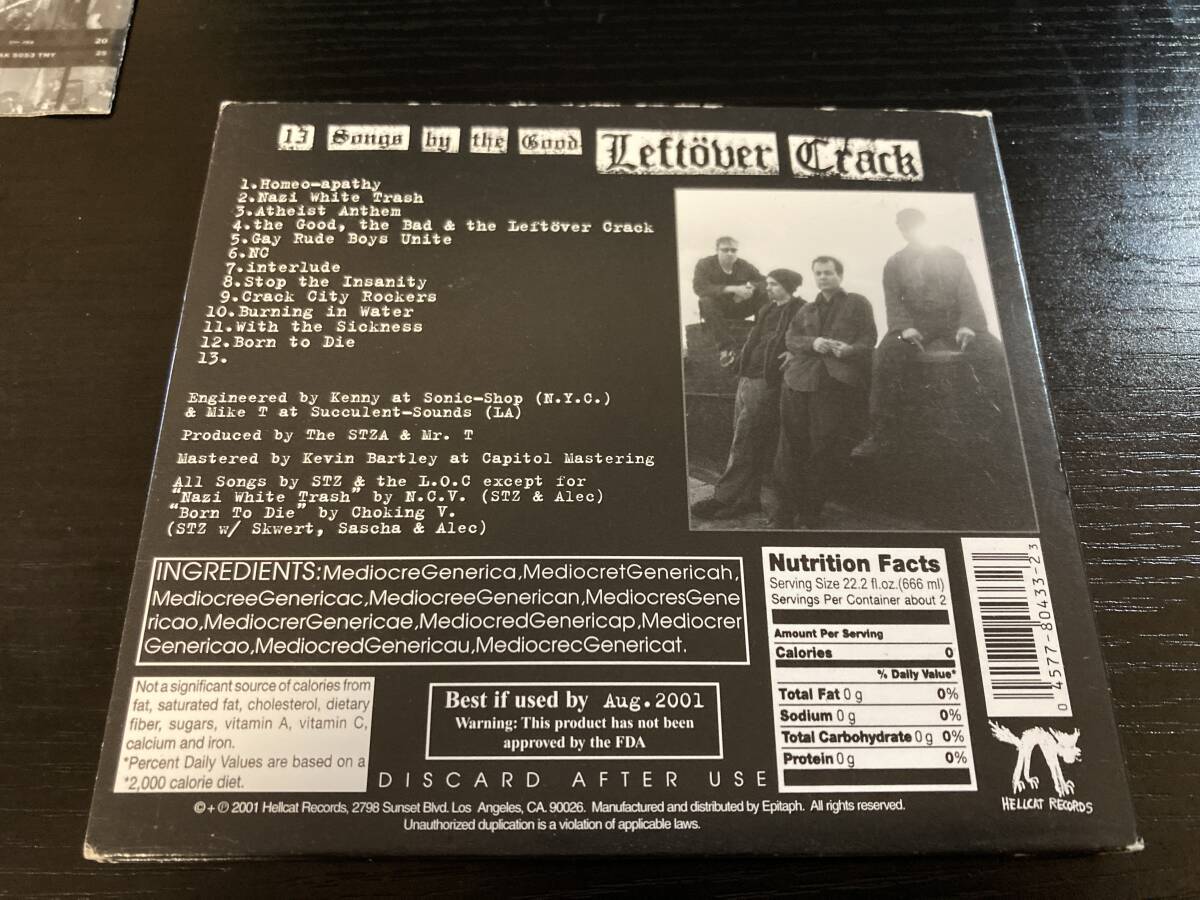 20
AK 5053 TMY 25
13 Songs by the Good Leftöver Crack
1.Homeo-apathy
2.Nazi White Trash
3.Atheist Anthem
4.the Good, the Bad & the Leftöver Crack
5.Gay Rude Boys Unite
6.NC
7.interlude
8.Stop the Insanity
9.Crack City Rockers
10.Burning in Water
11.With the Sickness
12.Born to Die
13.
Engineered by Kenny at Sonic-Shop (N.Y.C.)
& Mike T at Succulent-Sounds (LA)
Produced by The STZA & Mr. T
Mastered by Kevin Bartley at Capitol Mastering
All Songs by STZ & the L.O.C except for
"Nazi White Trash" by N.C.V. (STZ & Alec)
"Born To Die" by Choking V.
(STZ w/ Skwert, Sascha & Alec)
INGREDIENTS:MediocreGenerica,MediocretGenericah,
MediocreeGenericac,MediocreeGenerican,MediocresGene
ricao,MediocrerGenericae,MediocredGenericap,Mediocrer
Genericao,MediocredGenericau,MediocrecGenericat.
Not a significant source of calories from
fat, saturated fat, cholesterol, dietary
fiber, sugars, vitamin A, vitamin C,
calcium and iron.
*Percent Daily Values are based on a
*2,000 calorie diet.
Best if used by Aug.2001
Warning: This product has not been
approved by the FDA
DISCARD AFTER USE
Nutrition Facts
Serving Size 22.2 fl.oz.(666 ml)
Servings Per Container about 2
Amount Per Serving
Calories 0
% Daily Value*
Total Fat 0 g 0%
Sodium 0 g 0%
Total Carbohydrate 0 g 0%
Protein 0 g 0%
0 4577-80433-2 3
HELLCAT RECORDS
© + ℗ 2001 Hellcat Records, 2798 Sunset Blvd. Los Angeles, CA. 90026. Manufactured and distributed by Epitaph. All rights reserved.
Unauthorized duplication is a violation of applicable laws.